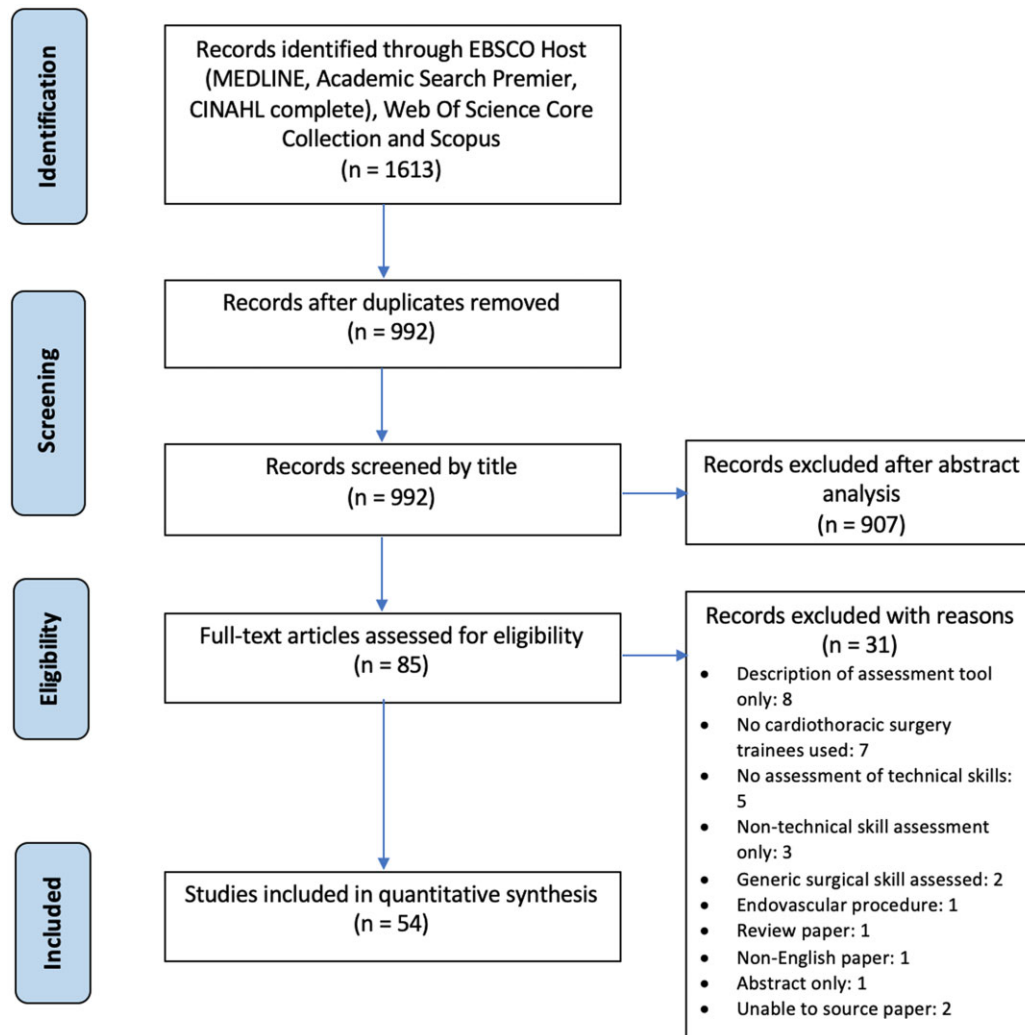 Identification
Records identified through EBSCO Host
(MEDLINE, Academic Search Premier,
CINAHL complete), Web Of Science Core
Collection and Scopus
(n = 1613)
Screening
Records after duplicates removed
(n = 992)
Records screened by title
(n = 992)
Records excluded after abstract
analysis
(n = 907)
Eligibility
Full-text articles assessed for eligibility
(n = 85)
Records excluded with reasons
(n = 31)
• Description of assessment tool
only: 8
• No cardiothoracic surgery
trainees used: 7
• No assessment of technical skills:
5
• Non-technical skill assessment
only: 3
• Generic surgical skill assessed: 2
• Endovascular procedure: 1
• Review paper: 1
• Non-English paper: 1
• Abstract only: 1
• Unable to source paper: 2
Included
Studies included in quantitative synthesis
(n = 54)